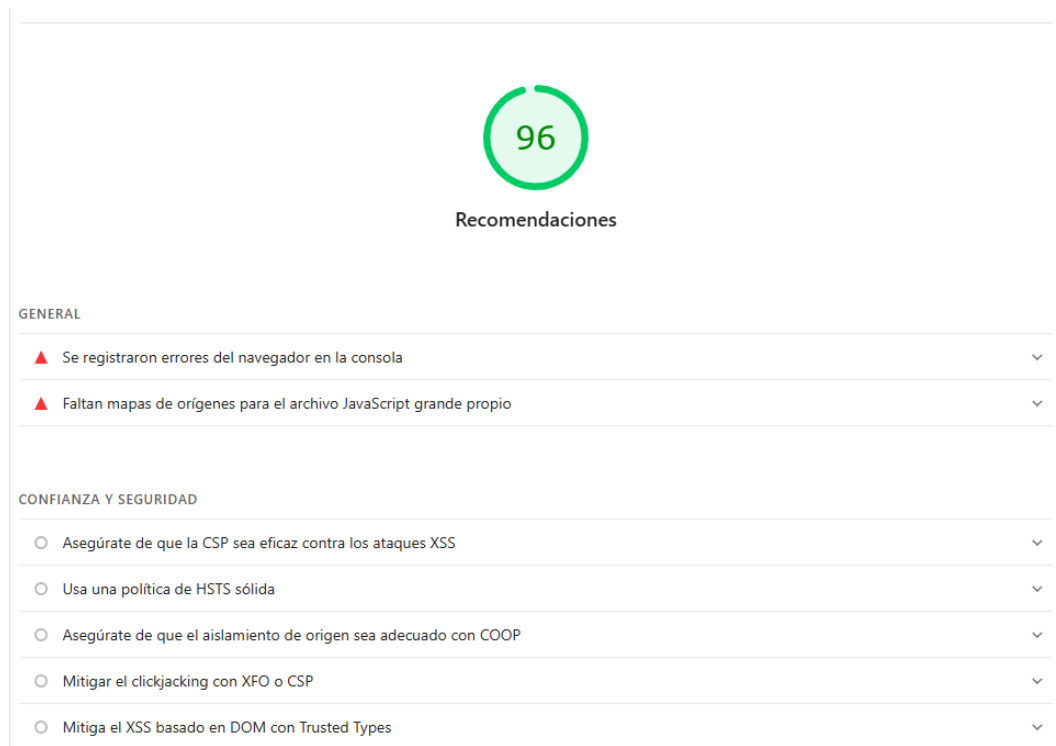 96
Recomendaciones
GENERAL
Se registraron errores del navegador en la consola
Faltan mapas de orígenes para el archivo JavaScript grande propio
CONFIANZA Y SEGURIDAD
Asegúrate de que la CSP sea eficaz contra los ataques XSS
Usa una política de HSTS sólida
Asegúrate de que el aislamiento de origen sea adecuado con COOP
Mitigar el clickjacking con XFO o CSP
Mitiga el XSS basado en DOM con Trusted Types